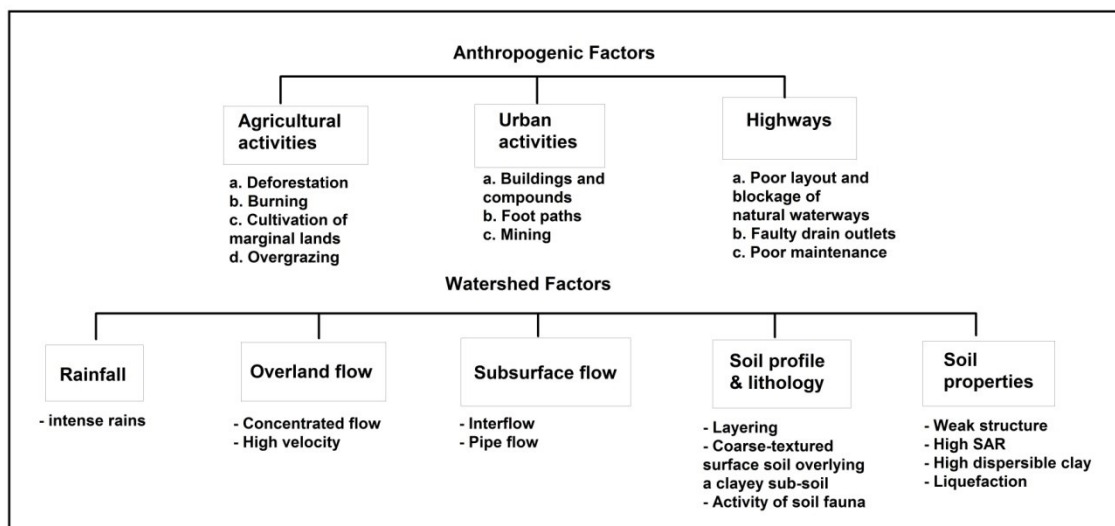 Anthropogenic Factors
Agricultural
activities
a. Deforestation
b. Burning
c. Cultivation of
marginal lands
d. Overgrazing
Urban
activities
a. Buildings and
compounds
b. Foot paths
c. Mining
Highways
a. Poor layout and
blockage of
natural waterways
b. Faulty drain outlets
c. Poor maintenance
Watershed Factors
Rainfall
- intense rains
Overland flow
- Concentrated flow
- High velocity
Subsurface flow
- Interflow
- Pipe flow
Soil profile
& lithology
- Layering
- Coarse-textured
surface soil overlying
a clayey sub-soil
- Activity of soil fauna
Soil
properties
- Weak structure
- High SAR
- High dispersible clay
- Liquefaction